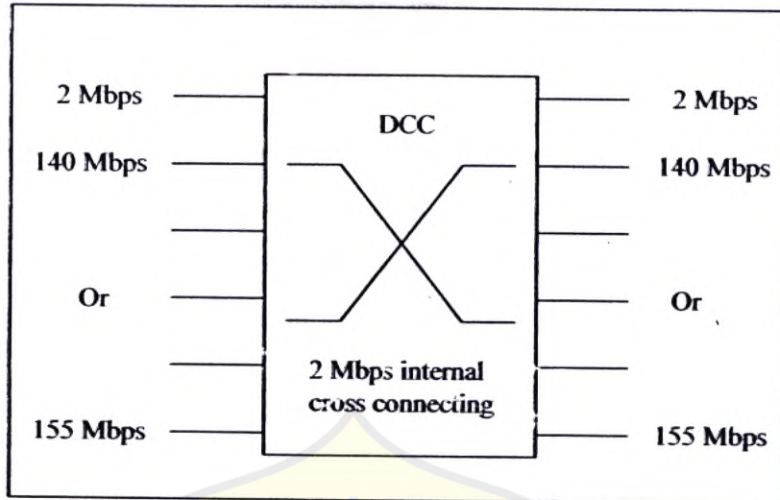 2 Mbps
140 Mbps
Or
155 Mbps
DCC
2 Mbps internal
cross connecting
2 Mbps
140 Mbps
Or
155 Mbps